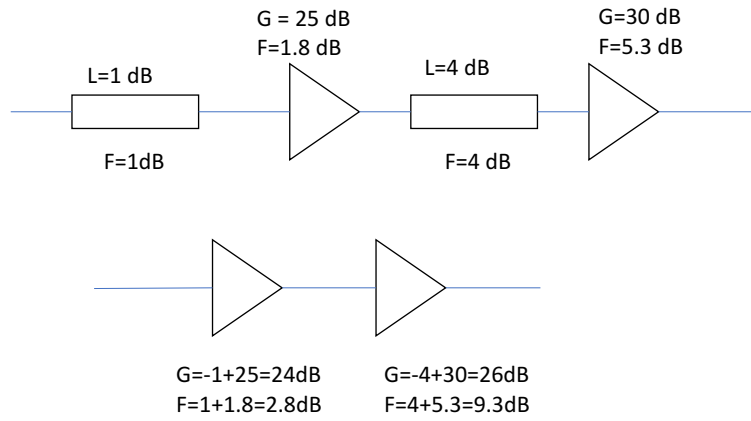 G = 25 dB
F=1.8 dB
G=30 dB
F=5.3 dB
L=1 dB
L=4 dB
F=1dB
F=4 dB
G=-1+25=24dB
F=1+1.8=2.8dB
G=-4+30=26dB
F=4+5.3=9.3dB